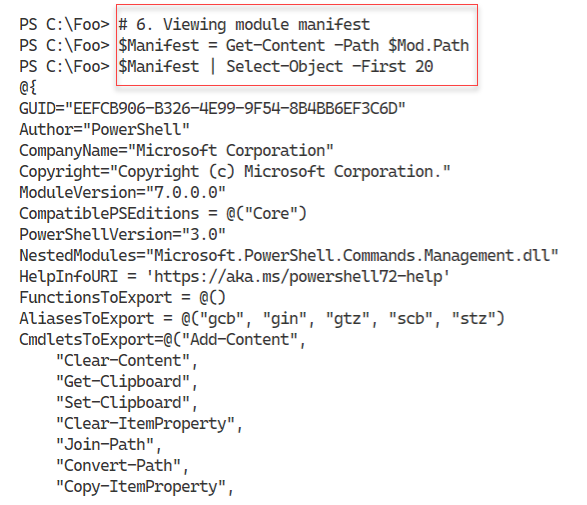 PS C:\Foo> # 6. Viewing module manifest
PS C:\Foo> $Manifest = Get-Content -Path $Mod.Path
PS C:\Foo> $Manifest | Select-Object -First 20
@{
GUID="EEFCB906-B326-4E99-9F54-8B4BB6EF3C6D"
Author="PowerShell"
CompanyName="Microsoft Corporation"
Copyright="Copyright (c) Microsoft Corporation."
ModuleVersion="7.0.0.0"
CompatiblePSEditions = @("Core")
PowerShellVersion="3.0"
NestedModules="Microsoft.PowerShell.Commands.Management.dll"
HelpInfoURI = 'https://aka.ms/powershell72-help'
FunctionsToExport = @()
AliasesToExport = @("gcb", "gin", "gtz", "scb", "stz")
CmdletsToExport=@("Add-Content",
    "Clear-Content",
    "Get-Clipboard",
    "Set-Clipboard",
    "Clear-ItemProperty",
    "Join-Path",
    "Convert-Path",
    "Copy-ItemProperty",